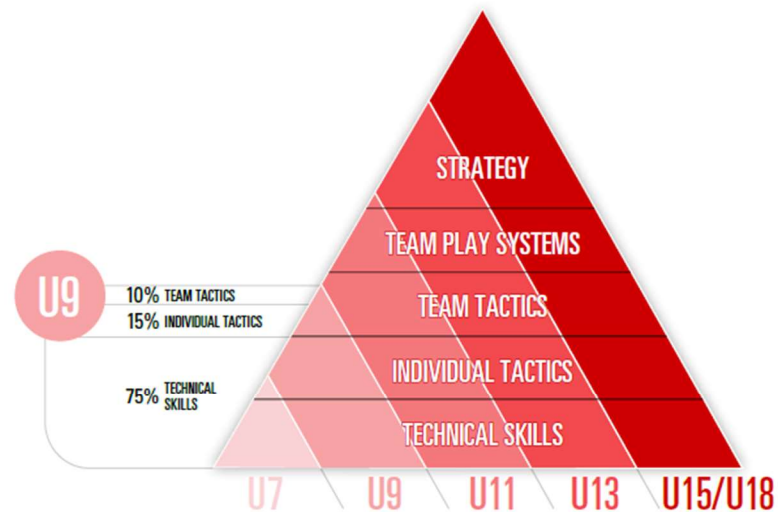 STRATEGY
TEAM PLAY SYSTEMS
U9
10% TEAM TACTICS
TEAM TACTICS
15% INDIVIDUAL TACTICS
INDIVIDUAL TACTICS
75% TECHNICAL
SKILLS
TECHNICAL SKILLS
U7 U9 U11 U13 U15/U18